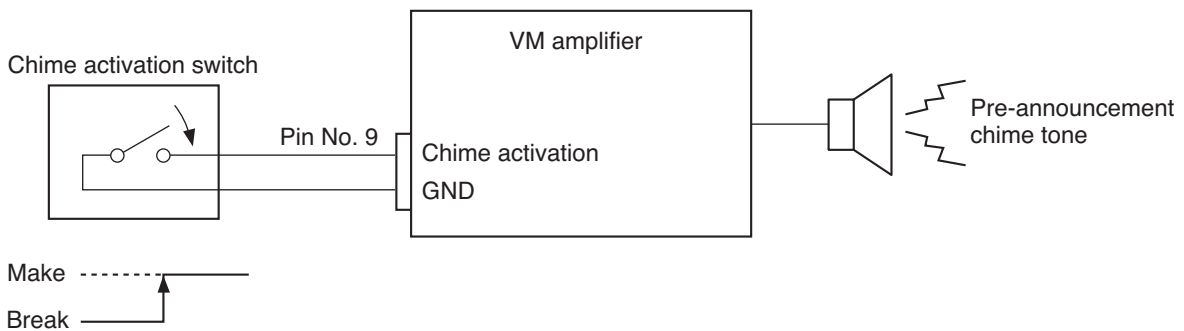 VM amplifier
Chime activation switch
Pin No. 9
Chime activation
GND
Pre-announcement
chime tone
Make
Break